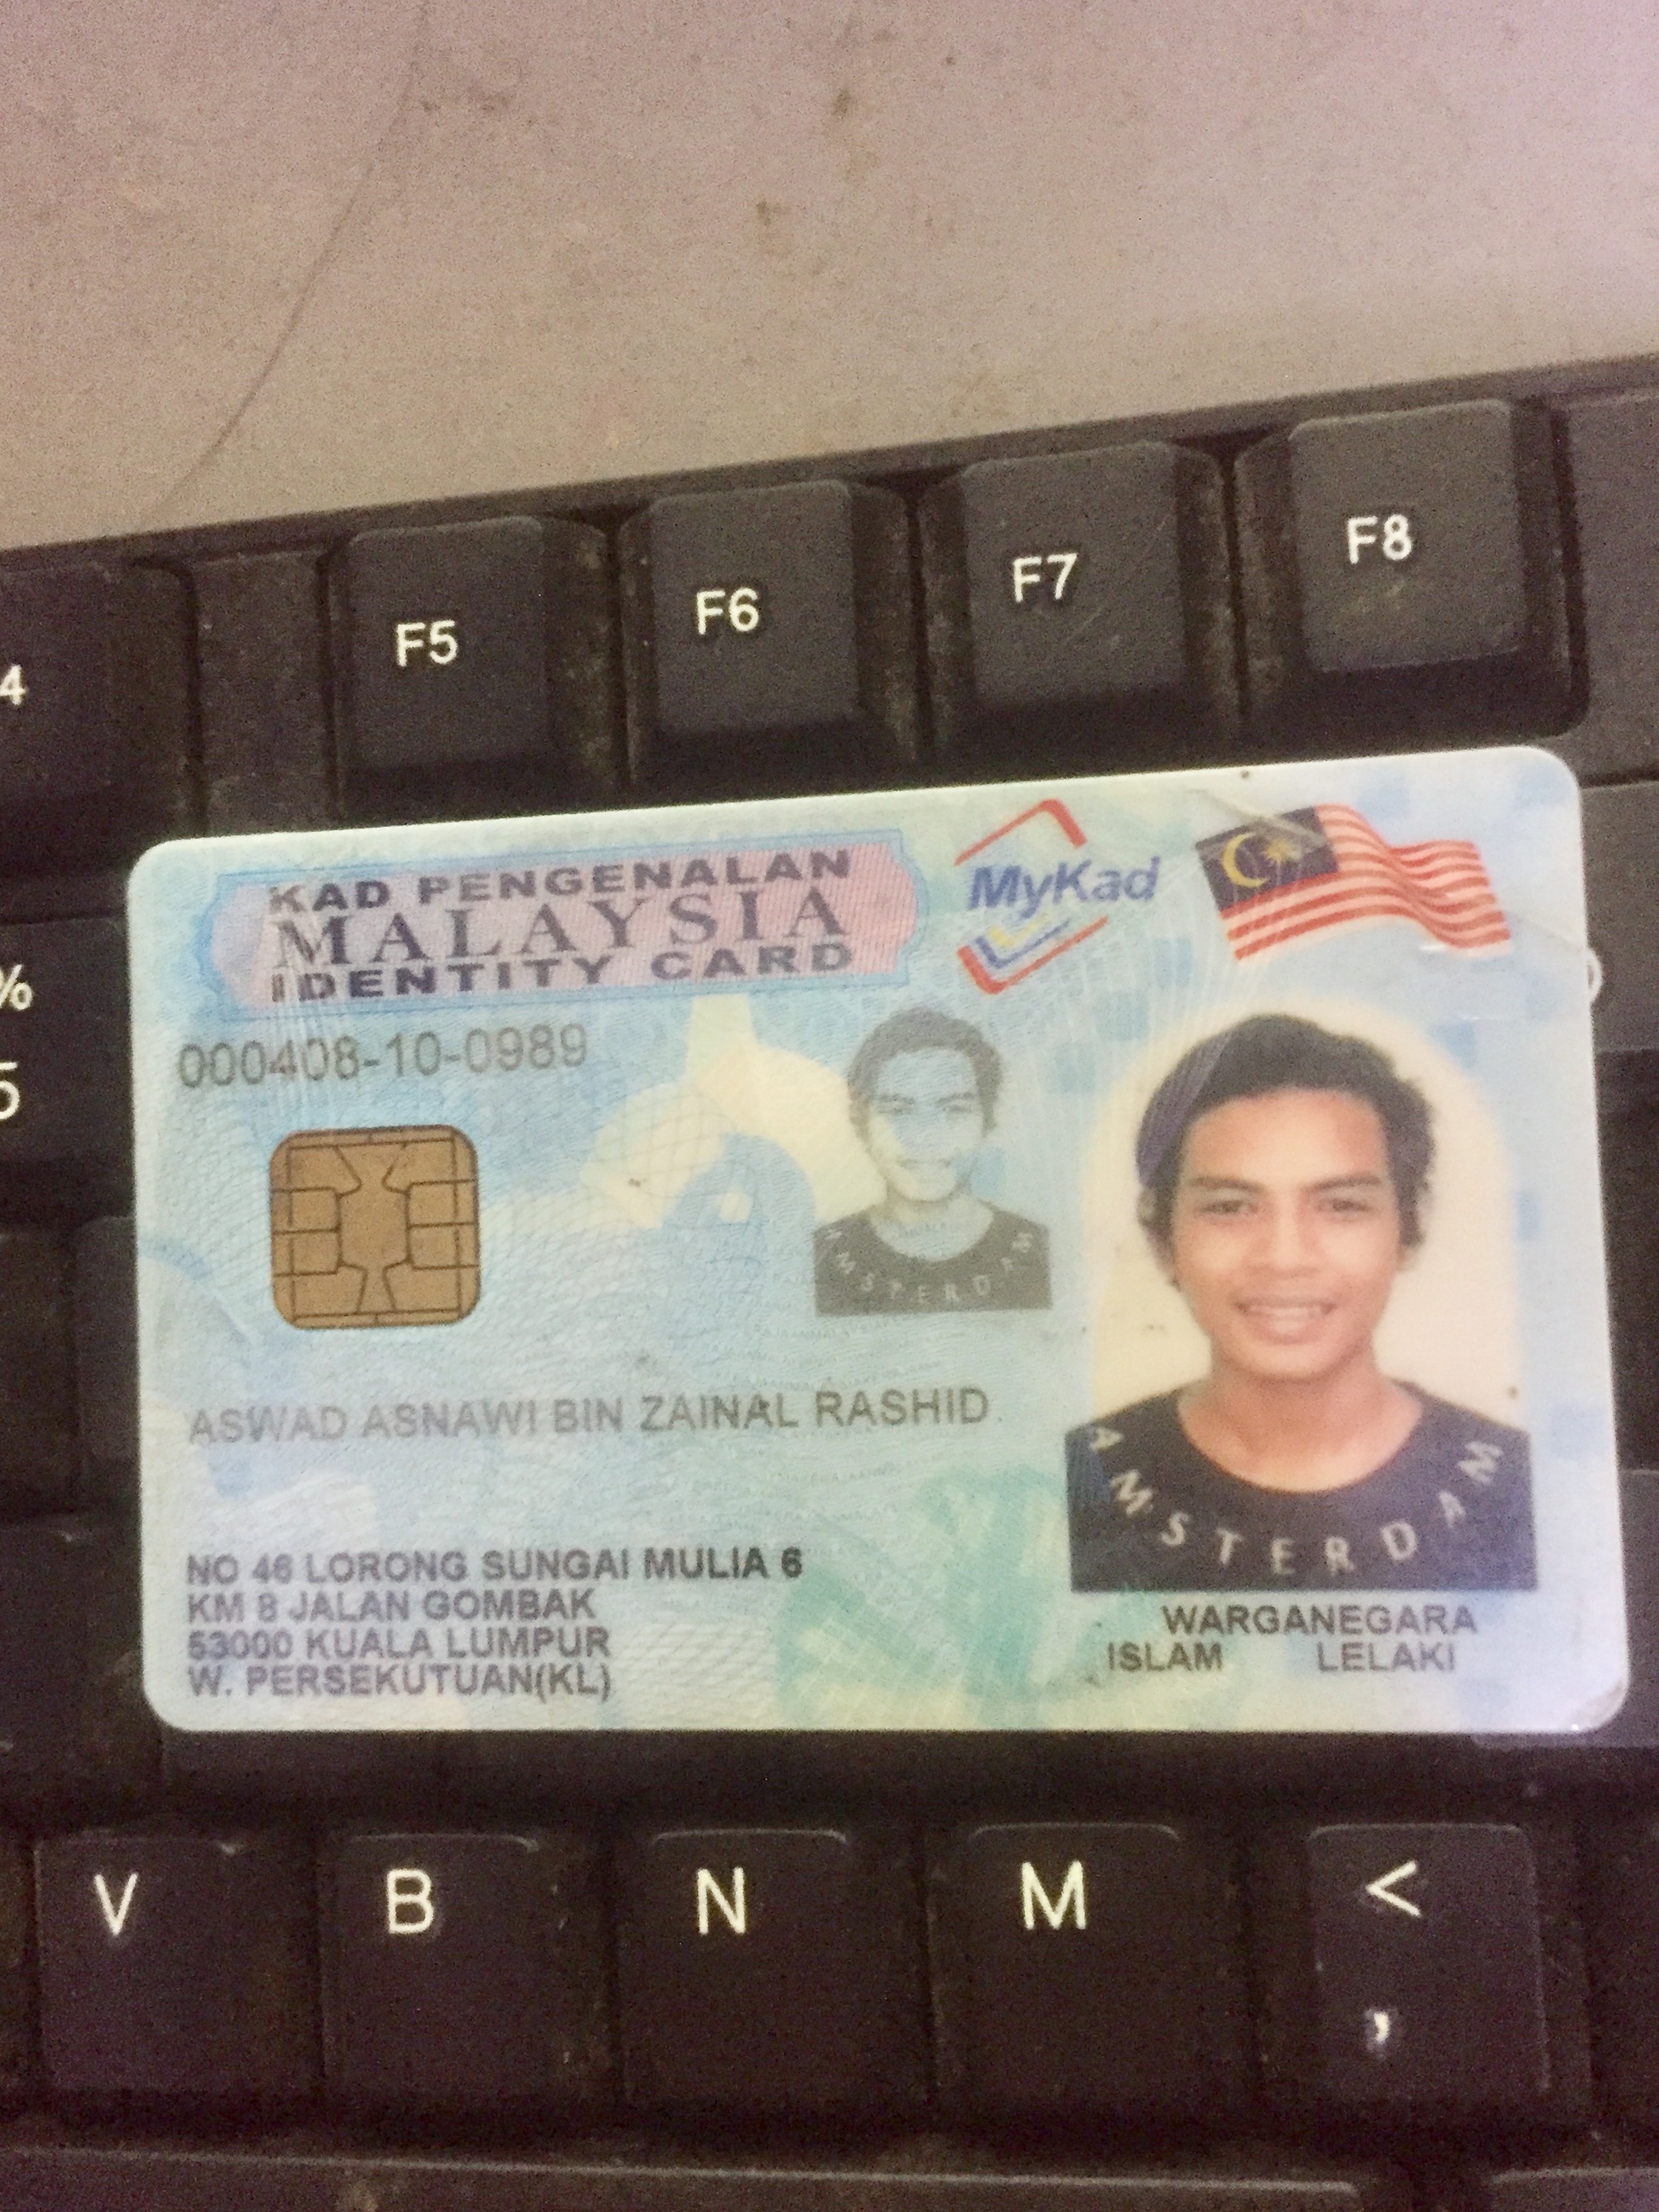 F5
F6
F7
F8
4
KAD PENGENALAN
MALAYSIA
IDENTITY CARD
MyKad
%
5
000408-10-0989
AMSTERDAM
AMSTERDAM
ASWAD ASNAWI BIN ZAINAL RASHID
NO 46 LORONG SUNGAI MULIA 6
KM 8 JALAN GOMBAK
53000 KUALA LUMPUR
W. PERSEKUTUAN(KL)
WARGANEGARA
ISLAM LELAKI
V
B
N
M
<
,